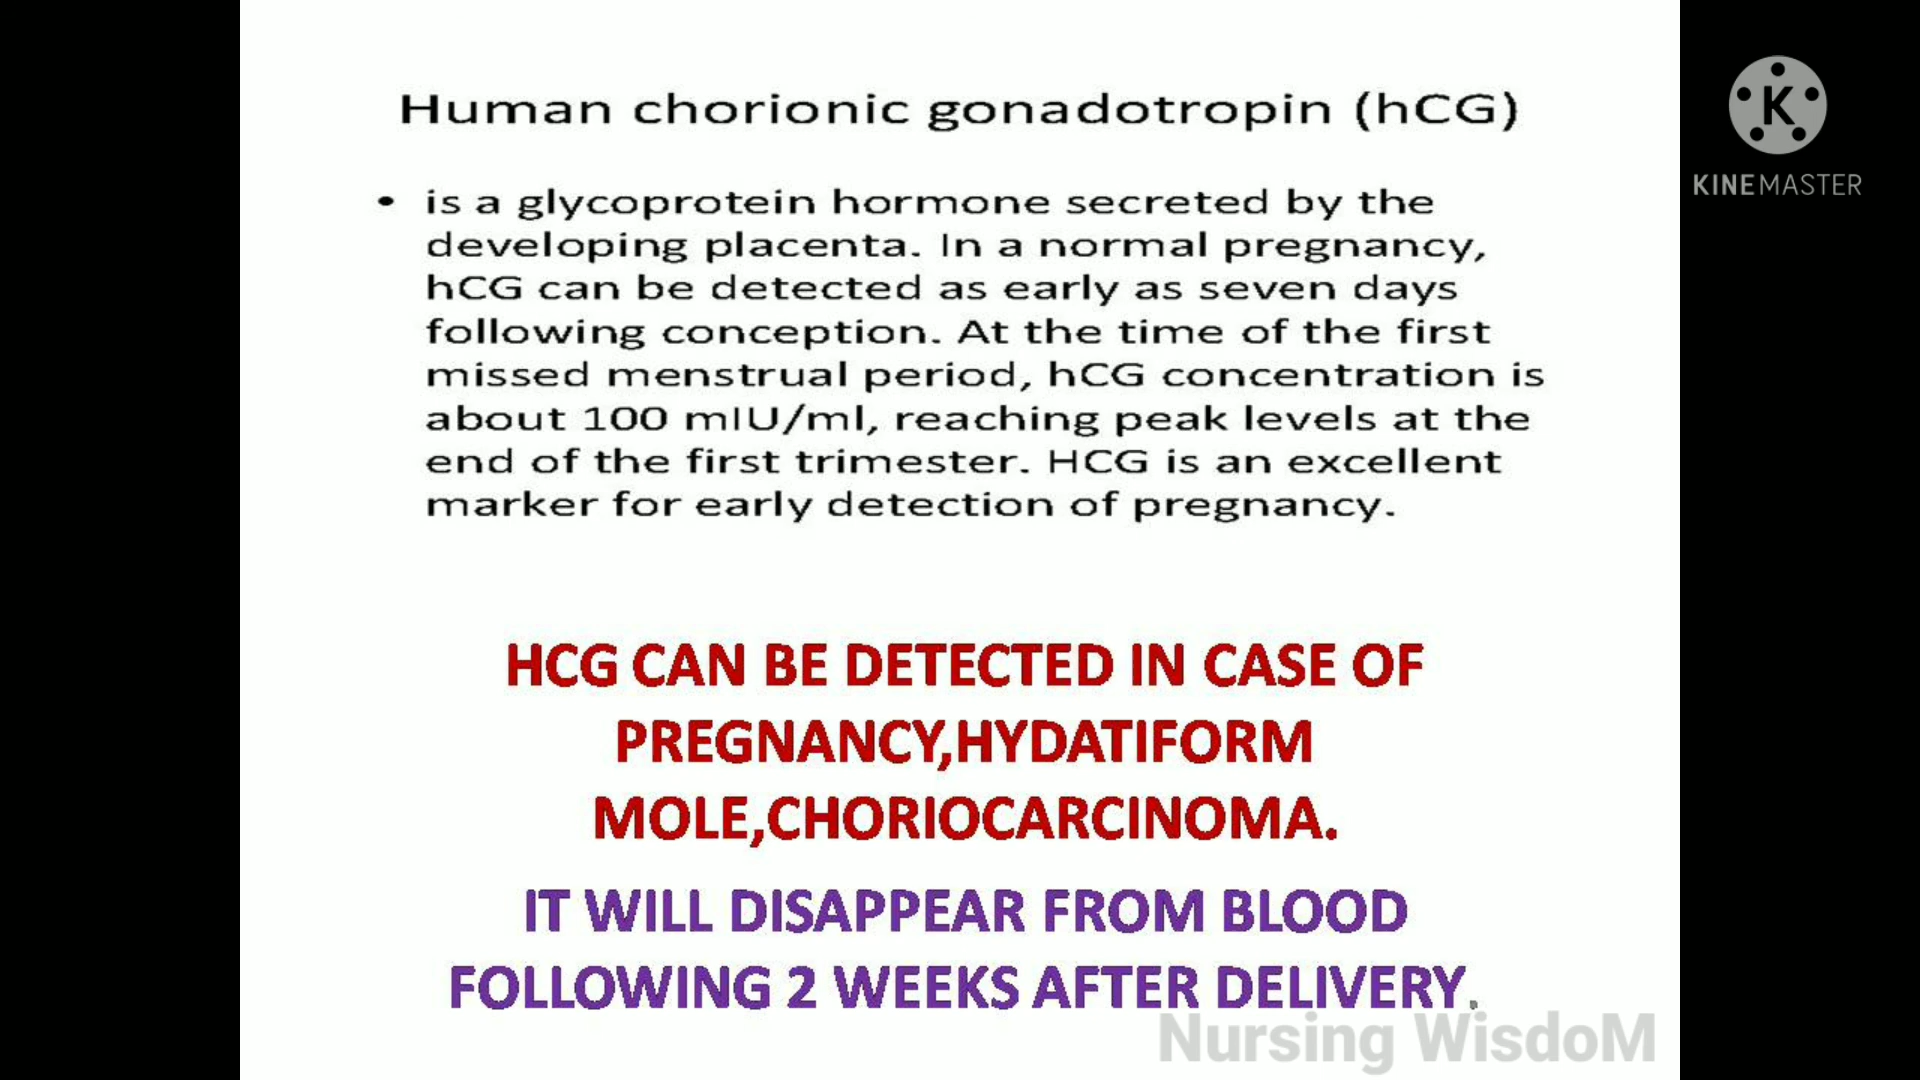 Human chorionic gonadotropin (hCG)
K
KINEMASTER
• is a glycoprotein hormone secreted by the
developing placenta. In a normal pregnancy,
hCG can be detected as early as seven days
following conception. At the time of the first
missed menstrual period, hCG concentration is
about 100 mIU/ml, reaching peak levels at the
end of the first trimester. HCG is an excellent
marker for early detection of pregnancy.
HCG CAN BE DETECTED IN CASE OF
PREGNANCY,HYDATIFORM
MOLE,CHORIOCARCINOMA.
IT WILL DISAPPEAR FROM BLOOD
FOLLOWING 2 WEEKS AFTER DELIVERY.
Nursing WisdoM